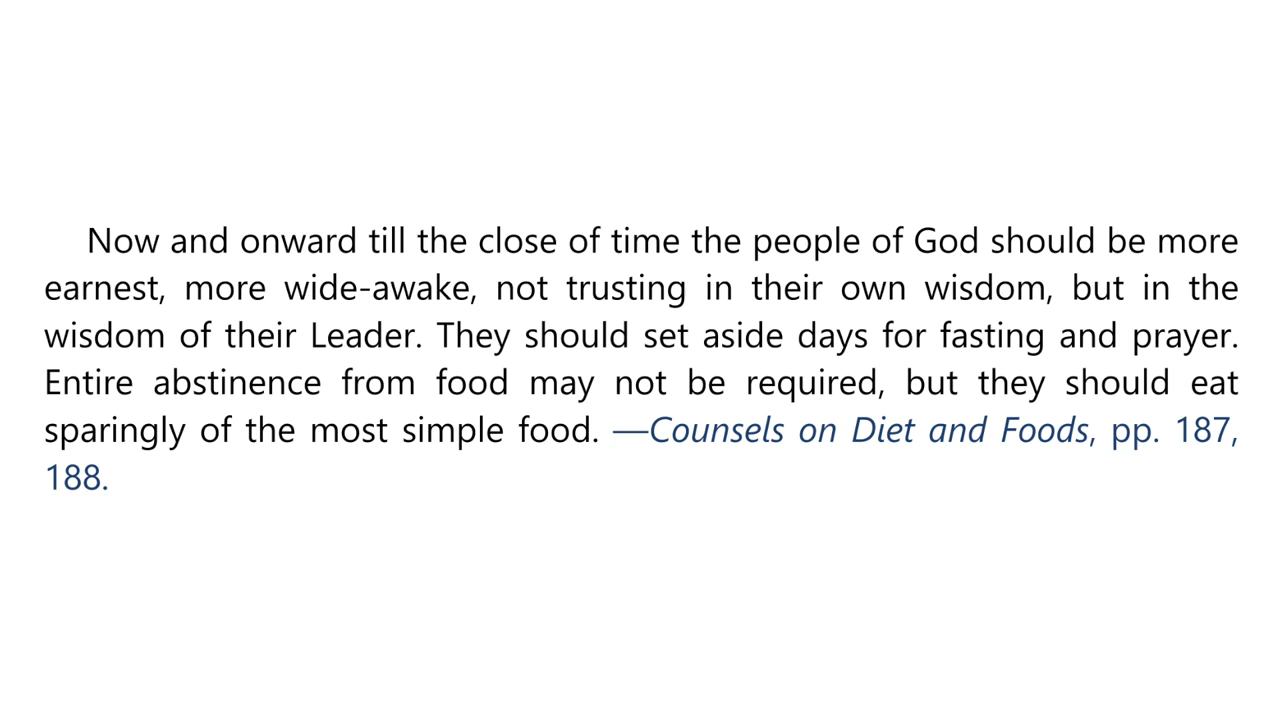 Now and onward till the close of time the people of God should be more
earnest, more wide-awake, not trusting in their own wisdom, but in the
wisdom of their Leader. They should set aside days for fasting and prayer.
Entire abstinence from food may not be required, but they should eat
sparingly of the most simple food. —Counsels on Diet and Foods, pp. 187,
188.